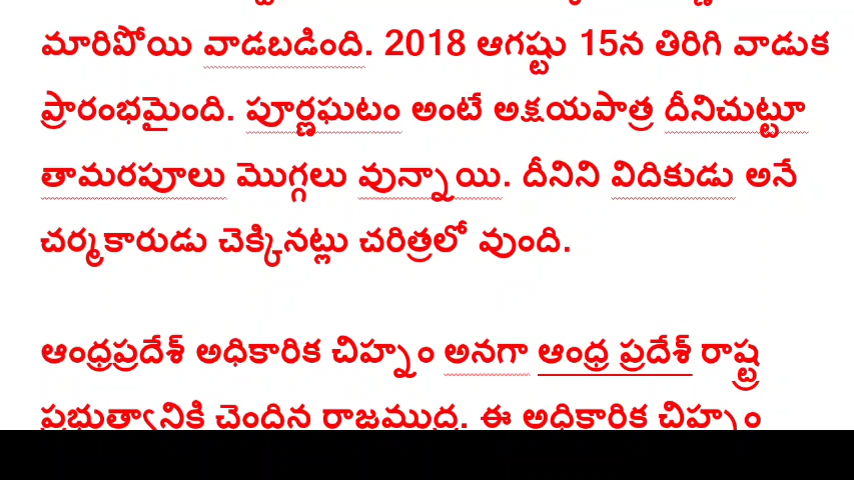 మారిపోయి వాడబడింది. 2018 ఆగష్టు 15న తిరిగి వాడుక
ప్రారంభమైంది. పూర్ణఘటం అంటే అక్షయపాత్ర దీనిచుట్టూ
తామరపూలు మొగ్గలు వున్నాయి. దీనిని విదికుడు అనే
చర్మకారుడు చెక్కినట్లు చరిత్రలో వుంది.
ఆంధ్రప్రదేశ్ అధికారిక చిహ్నం అనగా ఆంధ్ర ప్రదేశ్ రాష్ట్ర
ప్రభుత్వానికి చెందిన రాజముద్ర. ఈ అధికారిక చిహ్నం